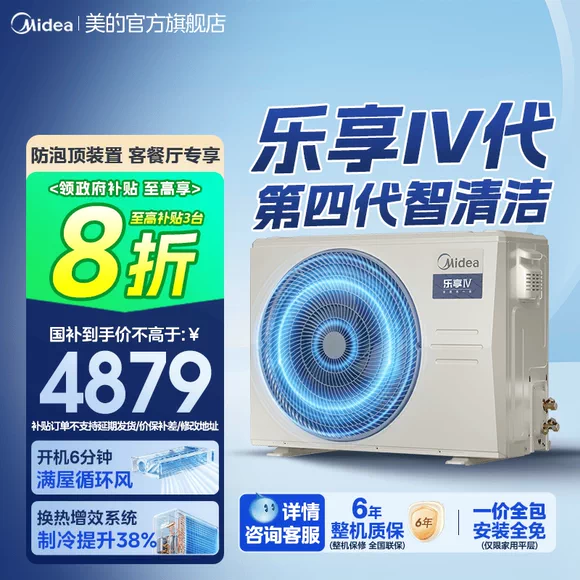 Midea 美的官方旗舰店
乐享IV代
第四代智清洁
防泡顶装置 客餐厅专享
<领政府补贴 至高享>
至高补贴3台
8折
国补到手价不高于:¥
4879
补贴订单不支持延期发货/价保补差/修改地址
开机6分钟
满屋循环风
换热增效系统
制冷提升38%
Midea
乐享IV
详情
咨询客服
6年
整机质保
(整机保修 全国联保)
6年
一价全包
安装全免
(仅限家用平层)